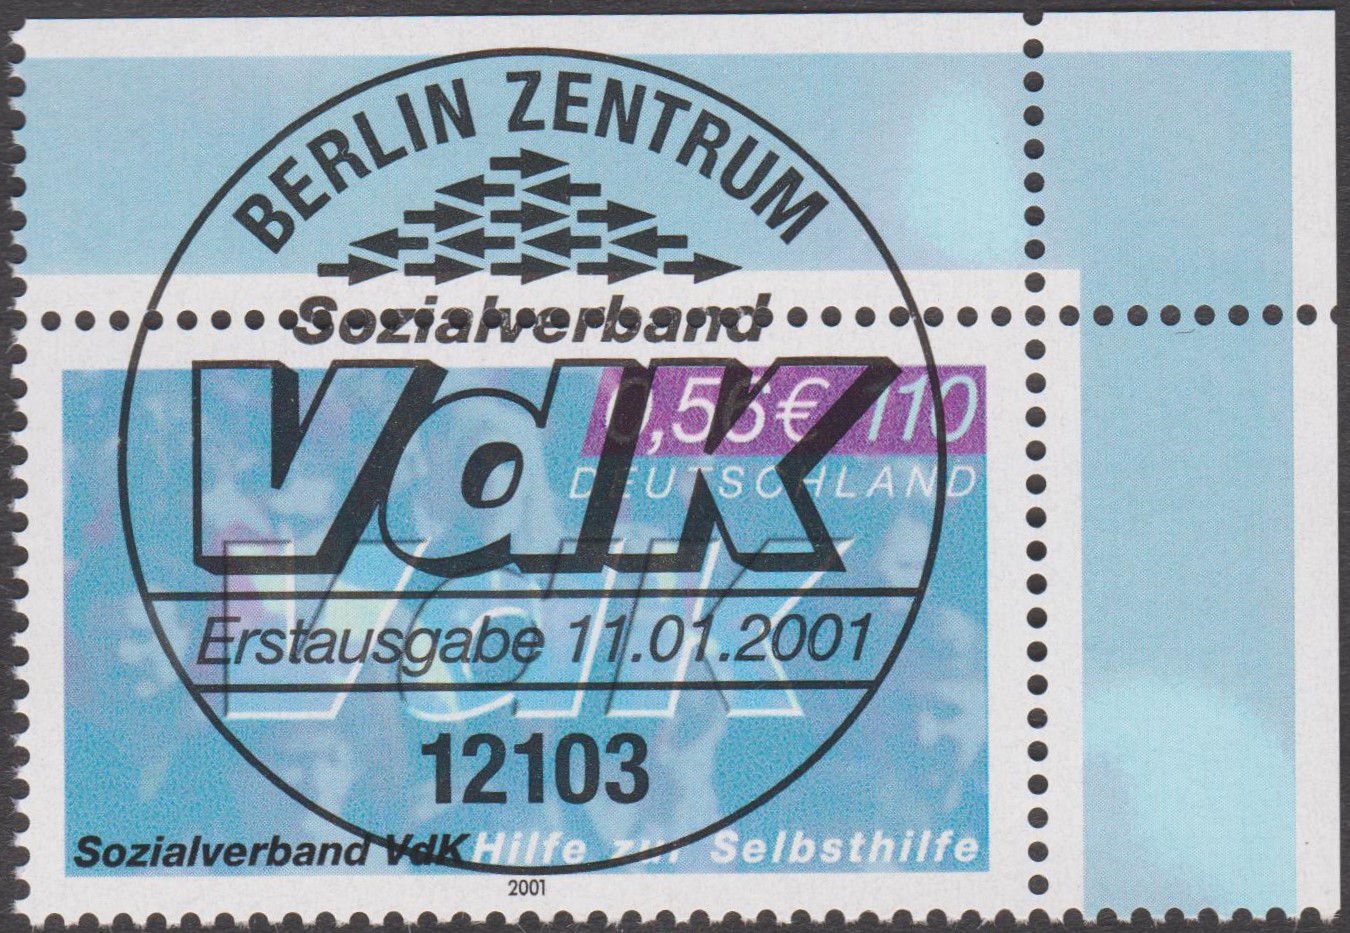 BERLIN ZENTRUM
Sozialverband
VdK
0,56€ 110
DEUTSCHLAND
VdK
Erstausgabe 11.01.2001
12103
Sozialverband VdK Hilfe zur Selbsthilfe
2001